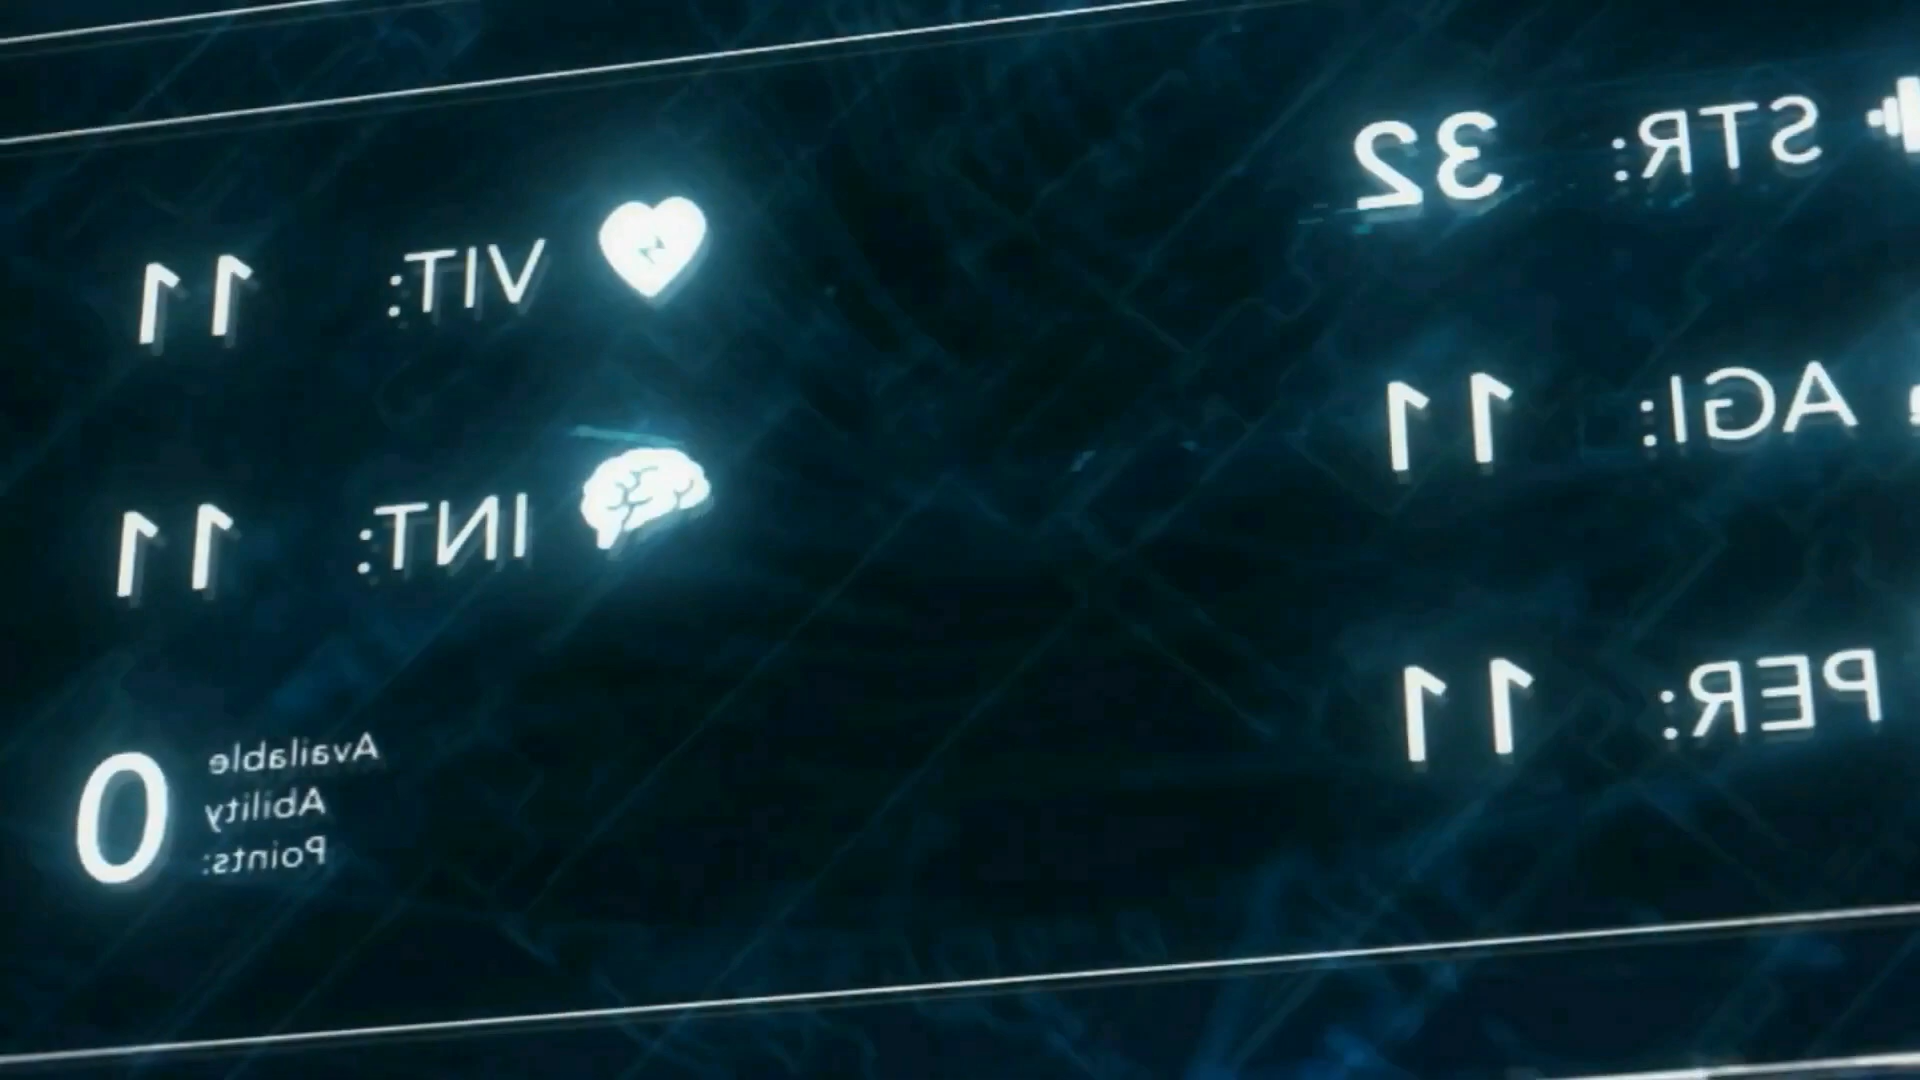 STR: 32
VIT: 11
AGI: 11
INT: 11
PER: 11
Available
Ability
Points:
0